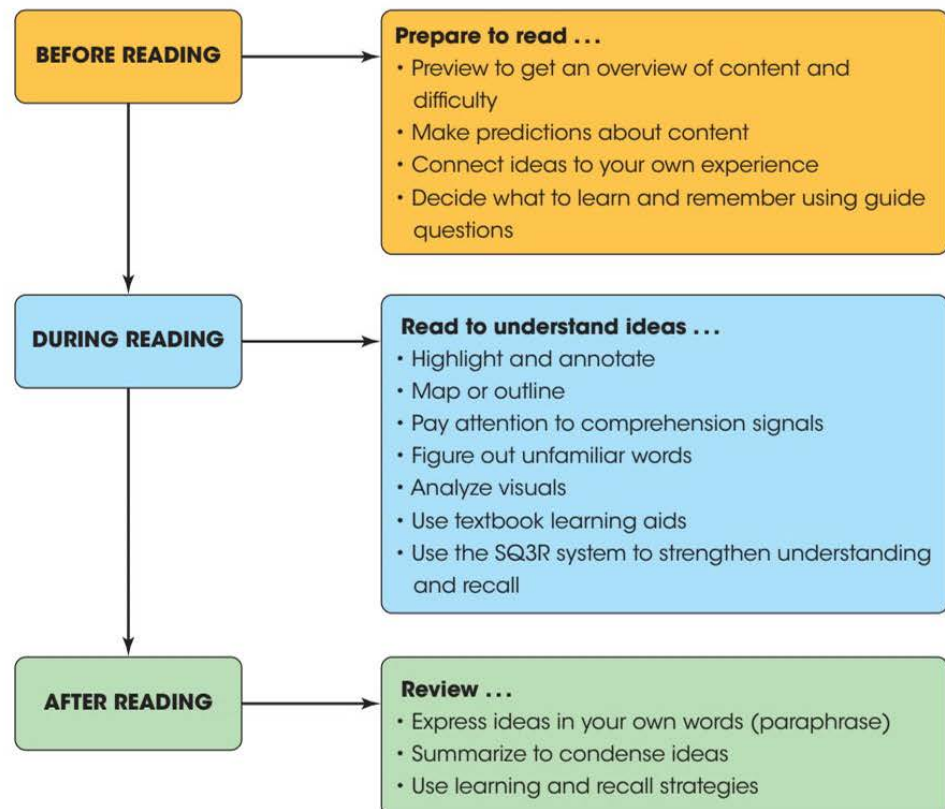 BEFORE READING
Prepare to read ...
• Preview to get an overview of content and
difficulty
• Make predictions about content
• Connect ideas to your own experience
• Decide what to learn and remember using guide
questions
DURING READING
Read to understand ideas ...
• Highlight and annotate
• Map or outline
• Pay attention to comprehension signals
• Figure out unfamiliar words
• Analyze visuals
• Use textbook learning aids
• Use the SQ3R system to strengthen understanding
and recall
AFTER READING
Review ...
• Express ideas in your own words (paraphrase)
• Summarize to condense ideas
• Use learning and recall strategies